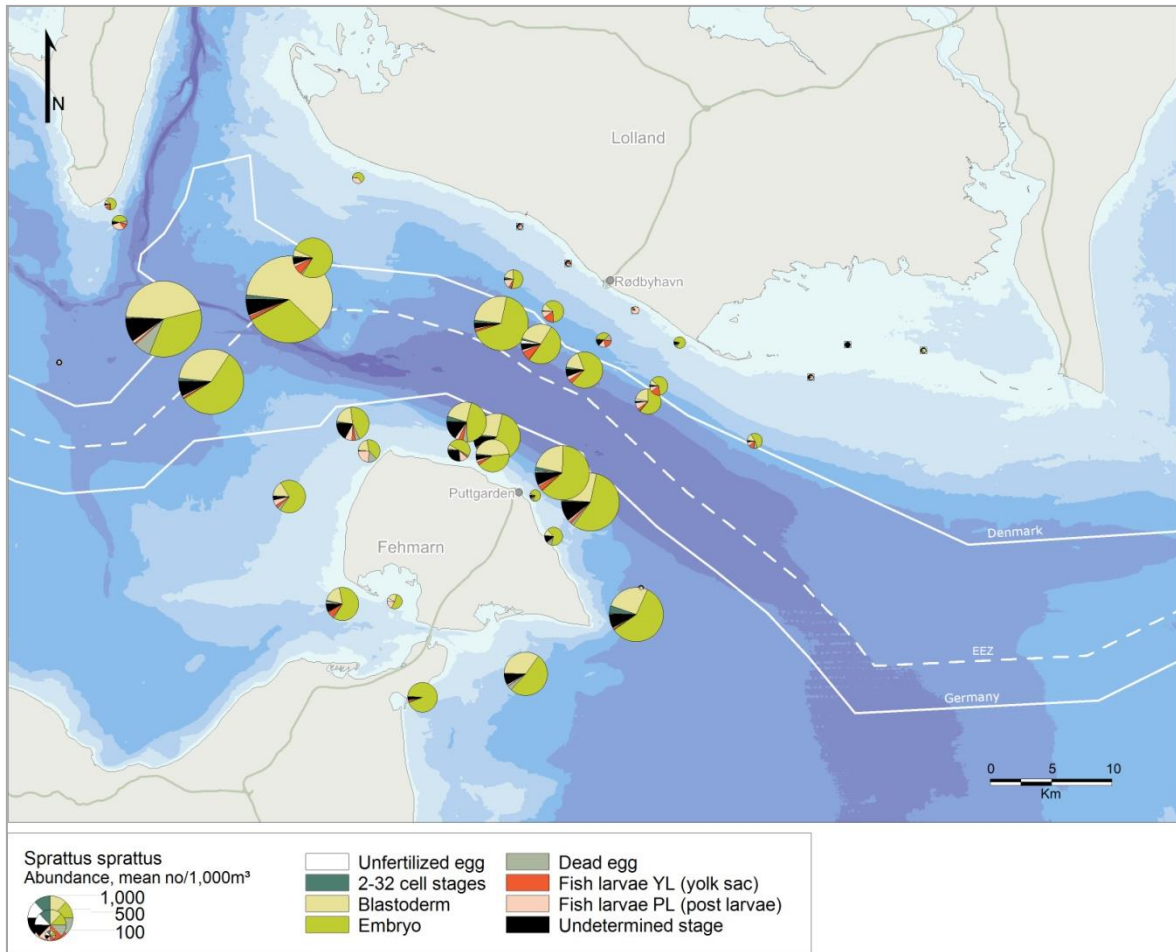 N
Lolland
Rødbyhavn
Puttgarden
Fehmarn
Denmark
EEZ
Germany
0 5 10
Km
Sprattus sprattus
Abundance, mean no/1,000m³
1,000
500
100
Unfertilized egg
2-32 cell stages
Blastoderm
Embryo
Dead egg
Fish larvae YL (yolk sac)
Fish larvae PL (post larvae)
Undetermined stage